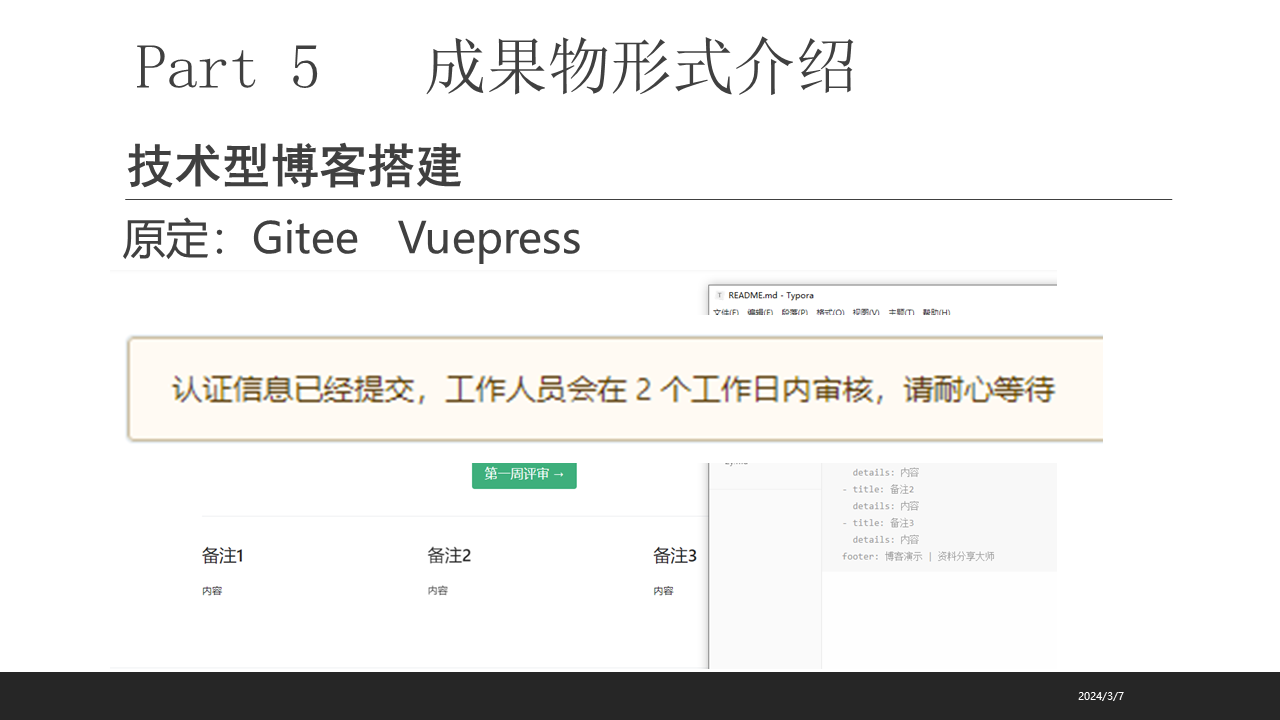 Part 5 成果物形式介绍
技术型博客搭建
原定：Gitee Vuepress
README.md - Typora
文件(F) 编辑(E) 段落(P) 格式(O) 视图(V) 主题(T) 帮助(H)
认证信息已经提交，工作人员会在 2 个工作日内审核，请耐心等待
第一周评审 →
details: 内容
- title: 备注2
details: 内容
- title: 备注3
details: 内容
footer: 博客演示 | 资料分享大师
备注1 备注2 备注3
内容 内容 内容
2024/3/7